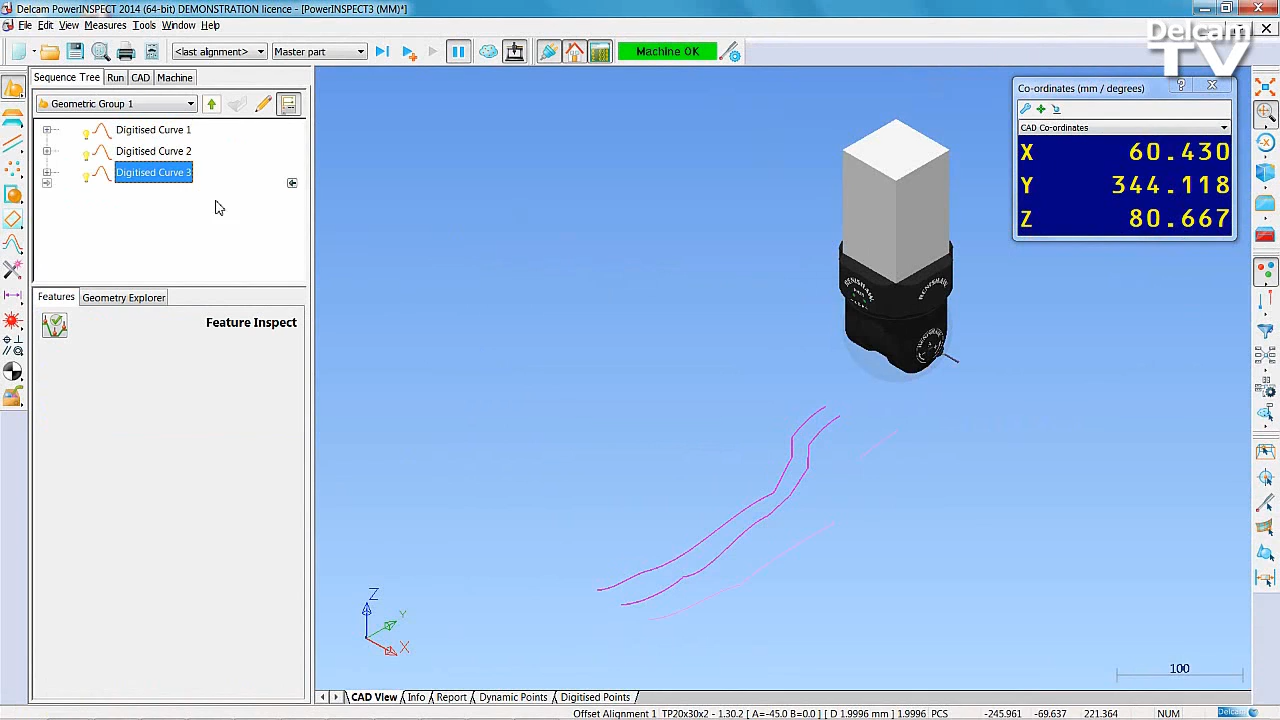 Delcam PowerINSPECT 2014 (64-bit) DEMONSTRATION licence - [PowerINSPECT3 (MM)*]
File Edit View Measures Tools Window Help
<last alignment> Master part Machine OK
Delcam
TV
Sequence Tree Run CAD Machine
Geometric Group 1
Digitised Curve 1
Digitised Curve 2
Digitised Curve 3
Features Geometry Explorer
Feature Inspect
Co-ordinates (mm / degrees)
CAD Co-ordinates
X 60.430
Y 344.118
Z 80.667
RENISHAW RENISHAW
RENISHAW
Z
Y
X
100
CAD View Info Report Dynamic Points Digitised Points
Offset Alignment 1 TP20x30x2 - 1.30.2 [ A=-45.0 B=0.0 ] [ D 1.9996 mm ] 1.9996 PCS -245.961 -69.637 221.364 NUM Delcam